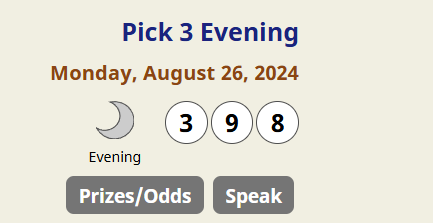 Pick 3 Evening
Monday, August 26, 2024
3 9 8
Evening
Prizes/Odds Speak